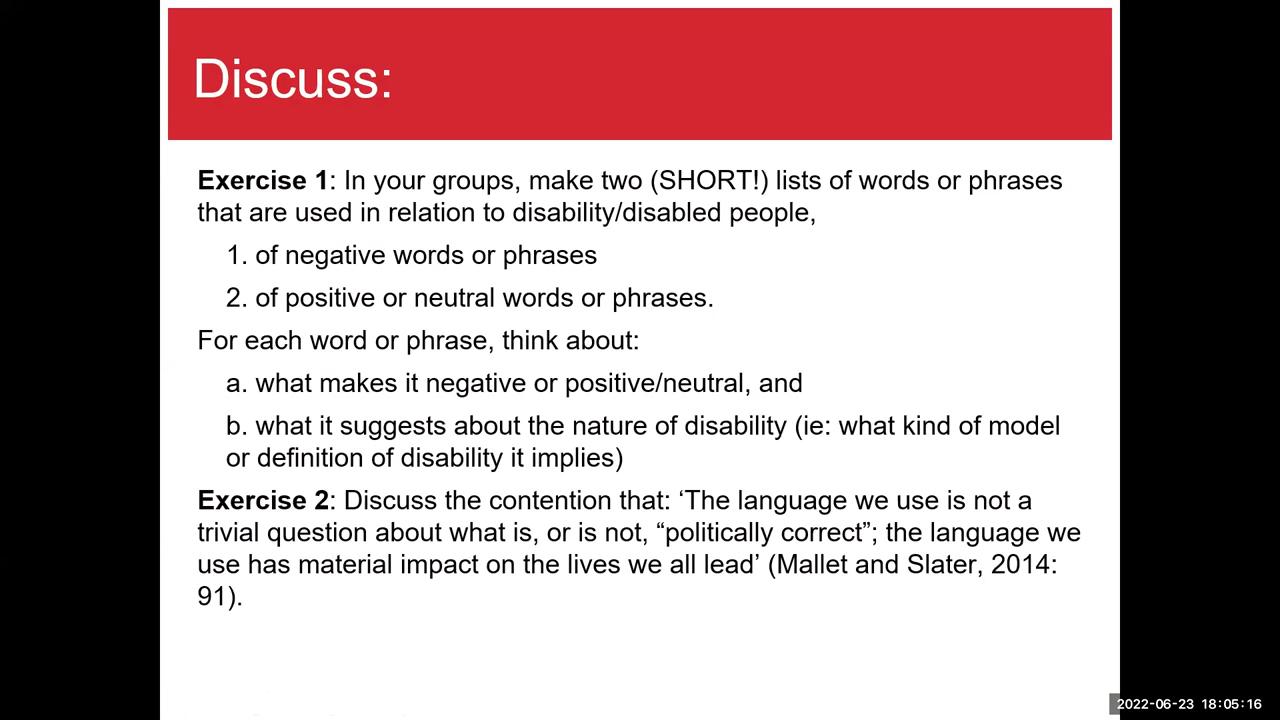 Discuss:
Exercise 1: In your groups, make two (SHORT!) lists of words or phrases
that are used in relation to disability/disabled people,
1. of negative words or phrases
2. of positive or neutral words or phrases.
For each word or phrase, think about:
a. what makes it negative or positive/neutral, and
b. what it suggests about the nature of disability (ie: what kind of model
or definition of disability it implies)
Exercise 2: Discuss the contention that: ‘The language we use is not a
trivial question about what is, or is not, “politically correct”; the language we
use has material impact on the lives we all lead’ (Mallet and Slater, 2014:
91).
2022-06-23 18:05:16